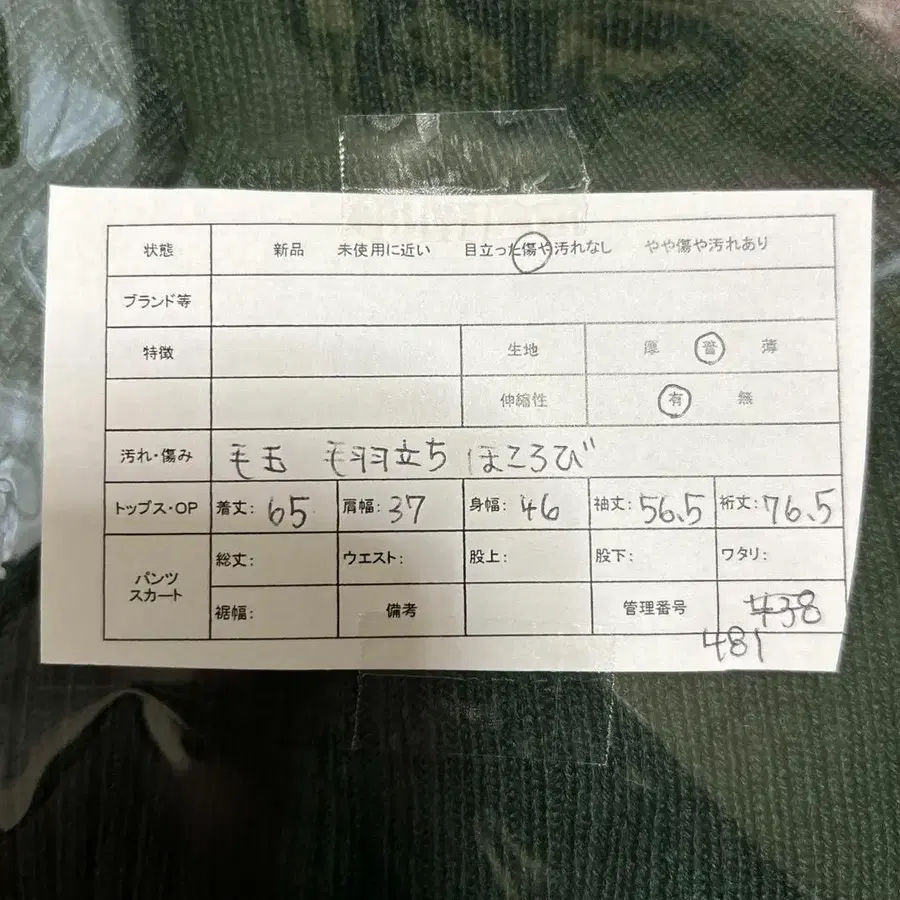 状態 新品 未使用に近い 目立った傷や汚れなし やや傷や汚れあり
ブランド等
特徴 生地 厚 普 薄
伸縮性 有 無
汚れ・傷み 毛玉 毛羽立ち ほころび
トップス・OP 着丈: 65 肩幅: 37 身幅: 46 袖丈: 56.5 裄丈: 76.5
パンツ スカート 総丈: ウエスト: 股上: 股下: ワタリ:
裾幅: 備考 管理番号 438
481